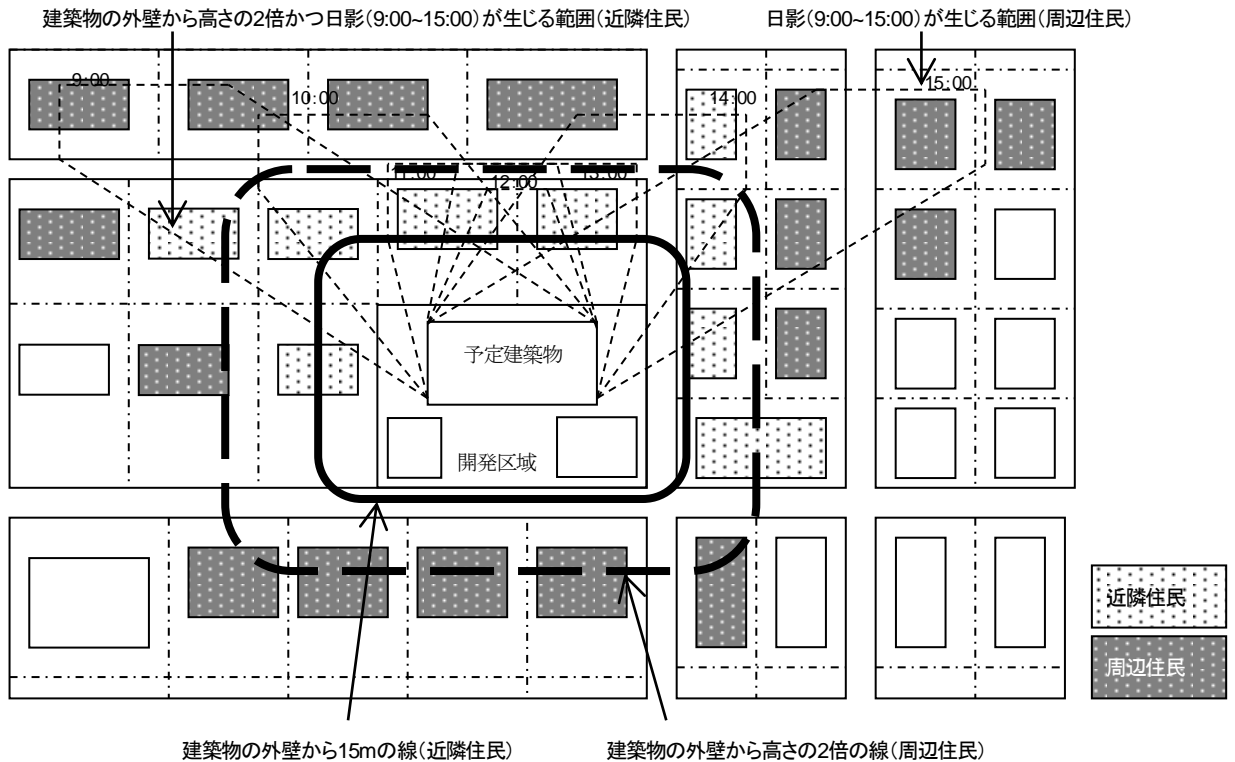 建築物の外壁から高さの2倍かつ日影(9:00~15:00)が生じる範囲(近隣住民)
日影(9:00~15:00)が生じる範囲(周辺住民)
9:00
10:00
14:00
15:00
11:00
12:00
13:00
予定建築物
開発区域
近隣住民
周辺住民
建築物の外壁から15mの線(近隣住民)
建築物の外壁から高さの2倍の線(周辺住民)